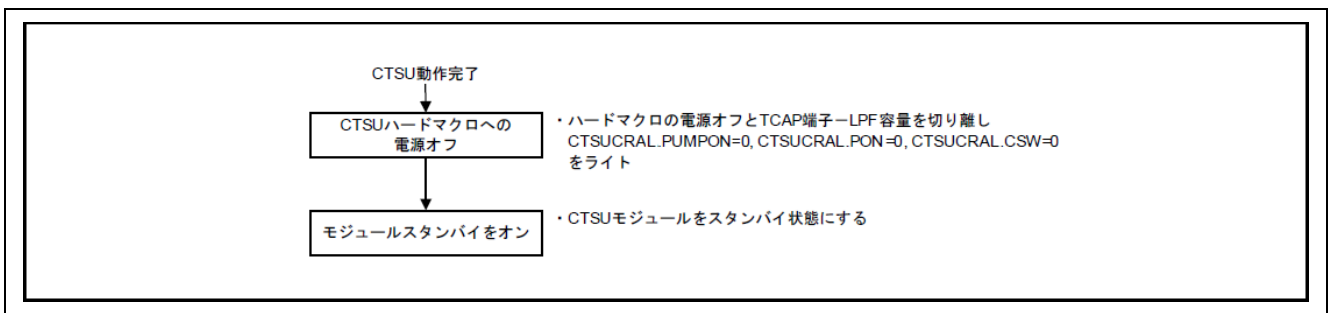 CTSU動作完了
CTSUハードマクロへの
電源オフ
・ハードマクロの電源オフとTCAP端子－LPF容量を切り離し
CTSUCRAL.PUMPON=0, CTSUCRAL.PON=0, CTSUCRAL.CSW=0
をライト
モジュールスタンバイをオン
・CTSUモジュールをスタンバイ状態にする